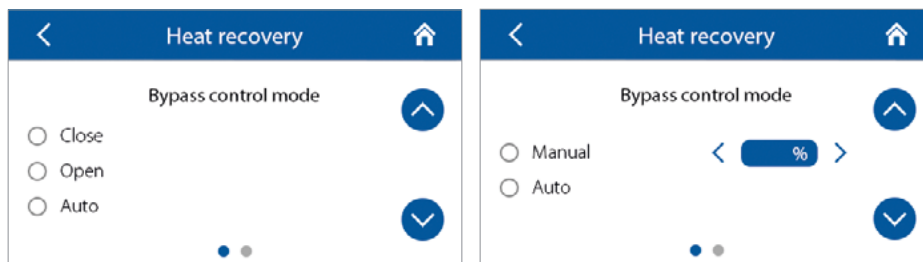 Heat recovery
Bypass control mode
Close
Open
Auto
Heat recovery
Bypass control mode
Manual
%
Auto